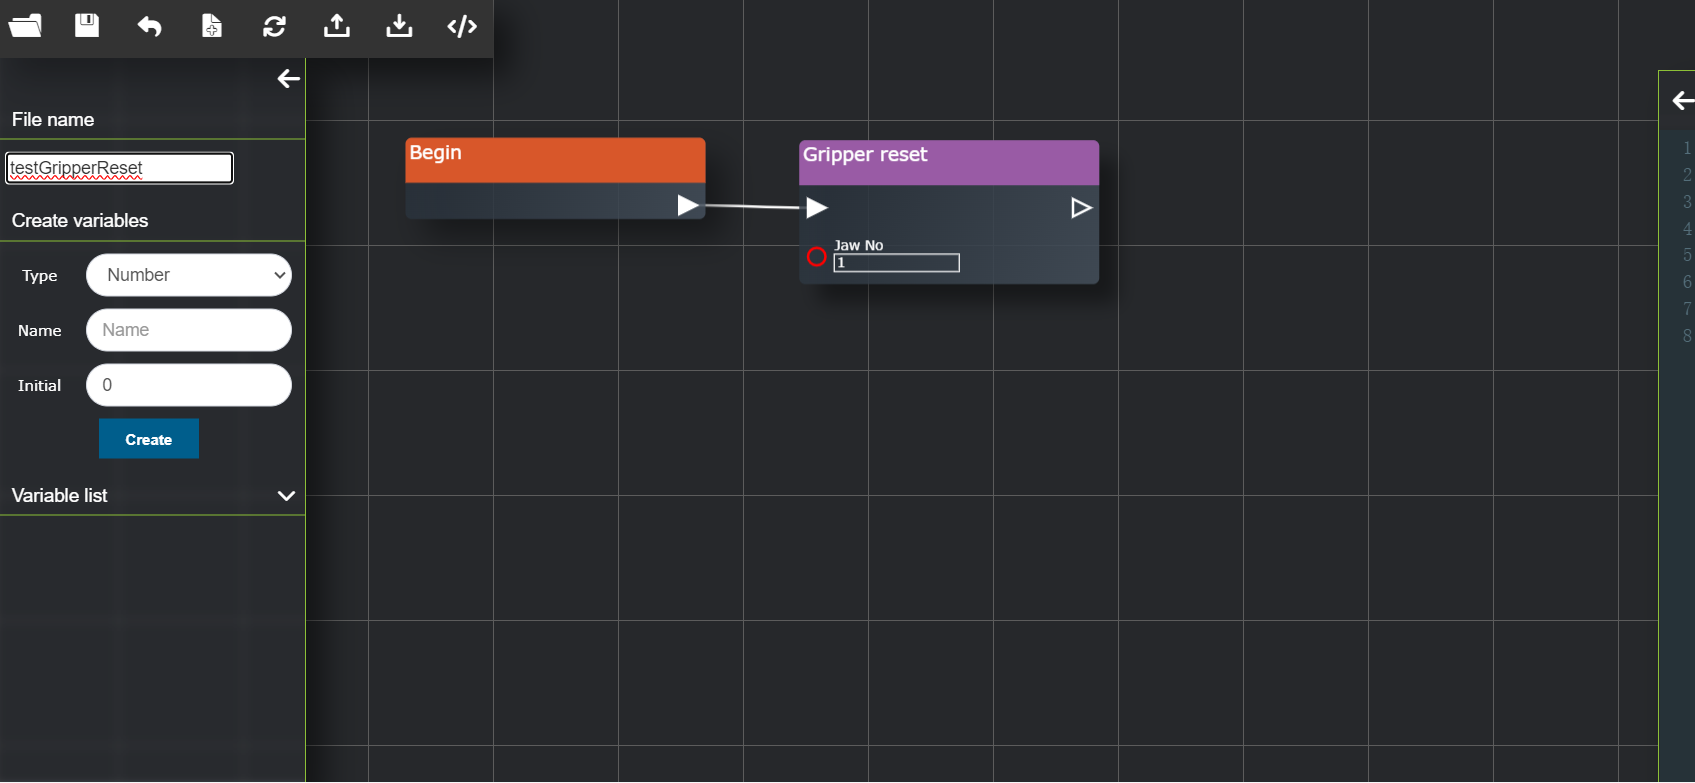 File name
testGripperReset
Create variables
Type
Number
Name
Name
Initial
0
Create
Variable list
Begin
Gripper reset
Jaw No
1
1
2
3
4
5
6
7
8